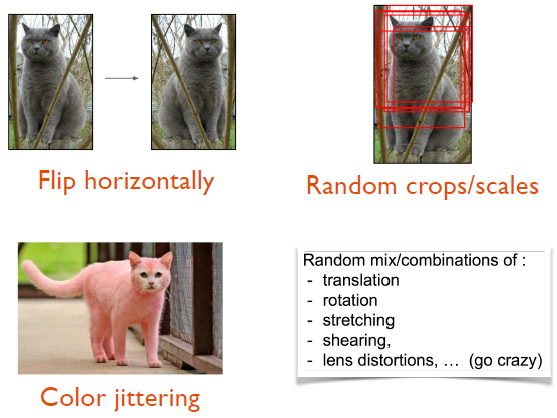 Flip horizontally
Random crops/scales
Color jittering
Random mix/combinations of :
- translation
- rotation
- stretching
- shearing,
- lens distortions, … (go crazy)